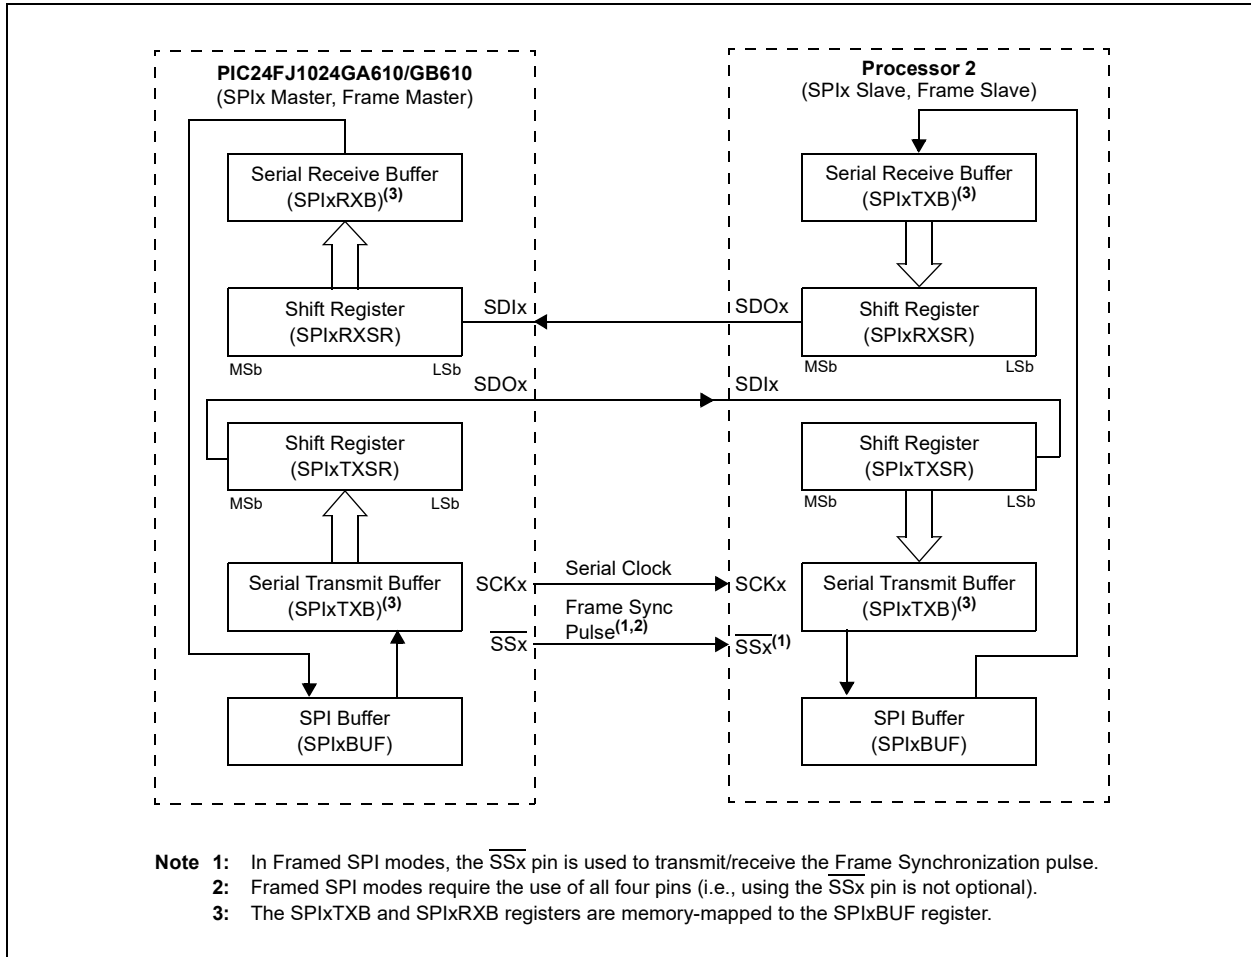 PIC24FJ1024GA610/GB610
(SPIx Master, Frame Master)
Serial Receive Buffer
(SPIxRXB)(3)
Shift Register
(SPIxRXSR)
MSb
LSb
SDIx
SDOx
Shift Register
(SPIxTXSR)
MSb
LSb
Serial Transmit Buffer
(SPIxTXB)(3)
SPI Buffer
(SPIxBUF)
SCKx
SSx
Serial Clock
Frame Sync
Pulse(1,2)
Processor 2
(SPIx Slave, Frame Slave)
Serial Receive Buffer
(SPIxTXB)(3)
SDOx
Shift Register
(SPIxRXSR)
MSb
LSb
SDIx
Shift Register
(SPIxTXSR)
MSb
LSb
SCKx
SSx(1)
Serial Transmit Buffer
(SPIxTXB)(3)
SPI Buffer
(SPIxBUF)
Note 1: In Framed SPI modes, the SSx pin is used to transmit/receive the Frame Synchronization pulse.
2: Framed SPI modes require the use of all four pins (i.e., using the SSx pin is not optional).
3: The SPIxTXB and SPIxRXB registers are memory-mapped to the SPIxBUF register.